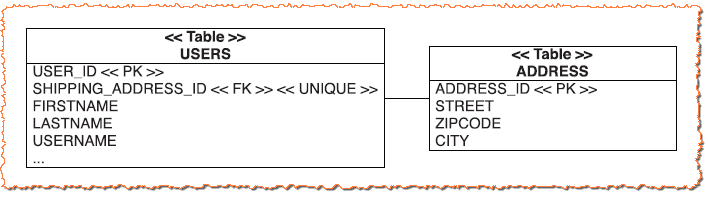 << Table >>
USERS
USER_ID << PK >>
SHIPPING_ADDRESS_ID << FK >> << UNIQUE >>
FIRSTNAME
LASTNAME
USERNAME
...
<< Table >>
ADDRESS
ADDRESS_ID << PK >>
STREET
ZIPCODE
CITY